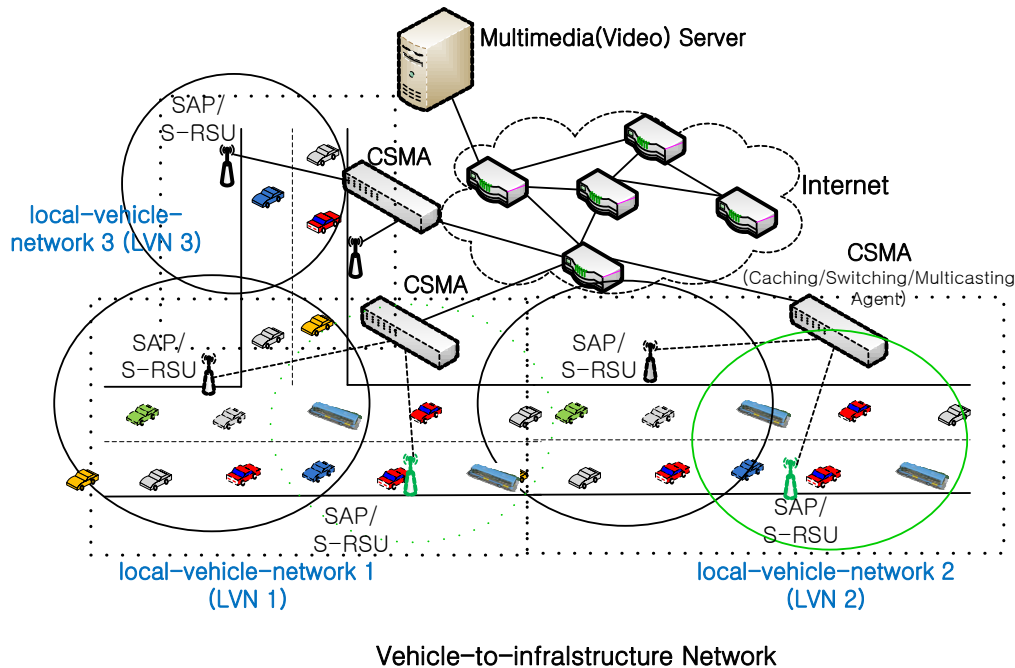 Multimedia(Video) Server
SAP/
S-RSU
CSMA
Internet
local-vehicle-
network 3 (LVN 3)
CSMA
(Caching/Switching/Multicasting
Agent)
CSMA
SAP/
S-RSU
SAP/
S-RSU
SAP/
S-RSU
SAP/
S-RSU
local-vehicle-network 1
(LVN 1)
local-vehicle-network 2
(LVN 2)
Vehicle-to-infralstructure Network